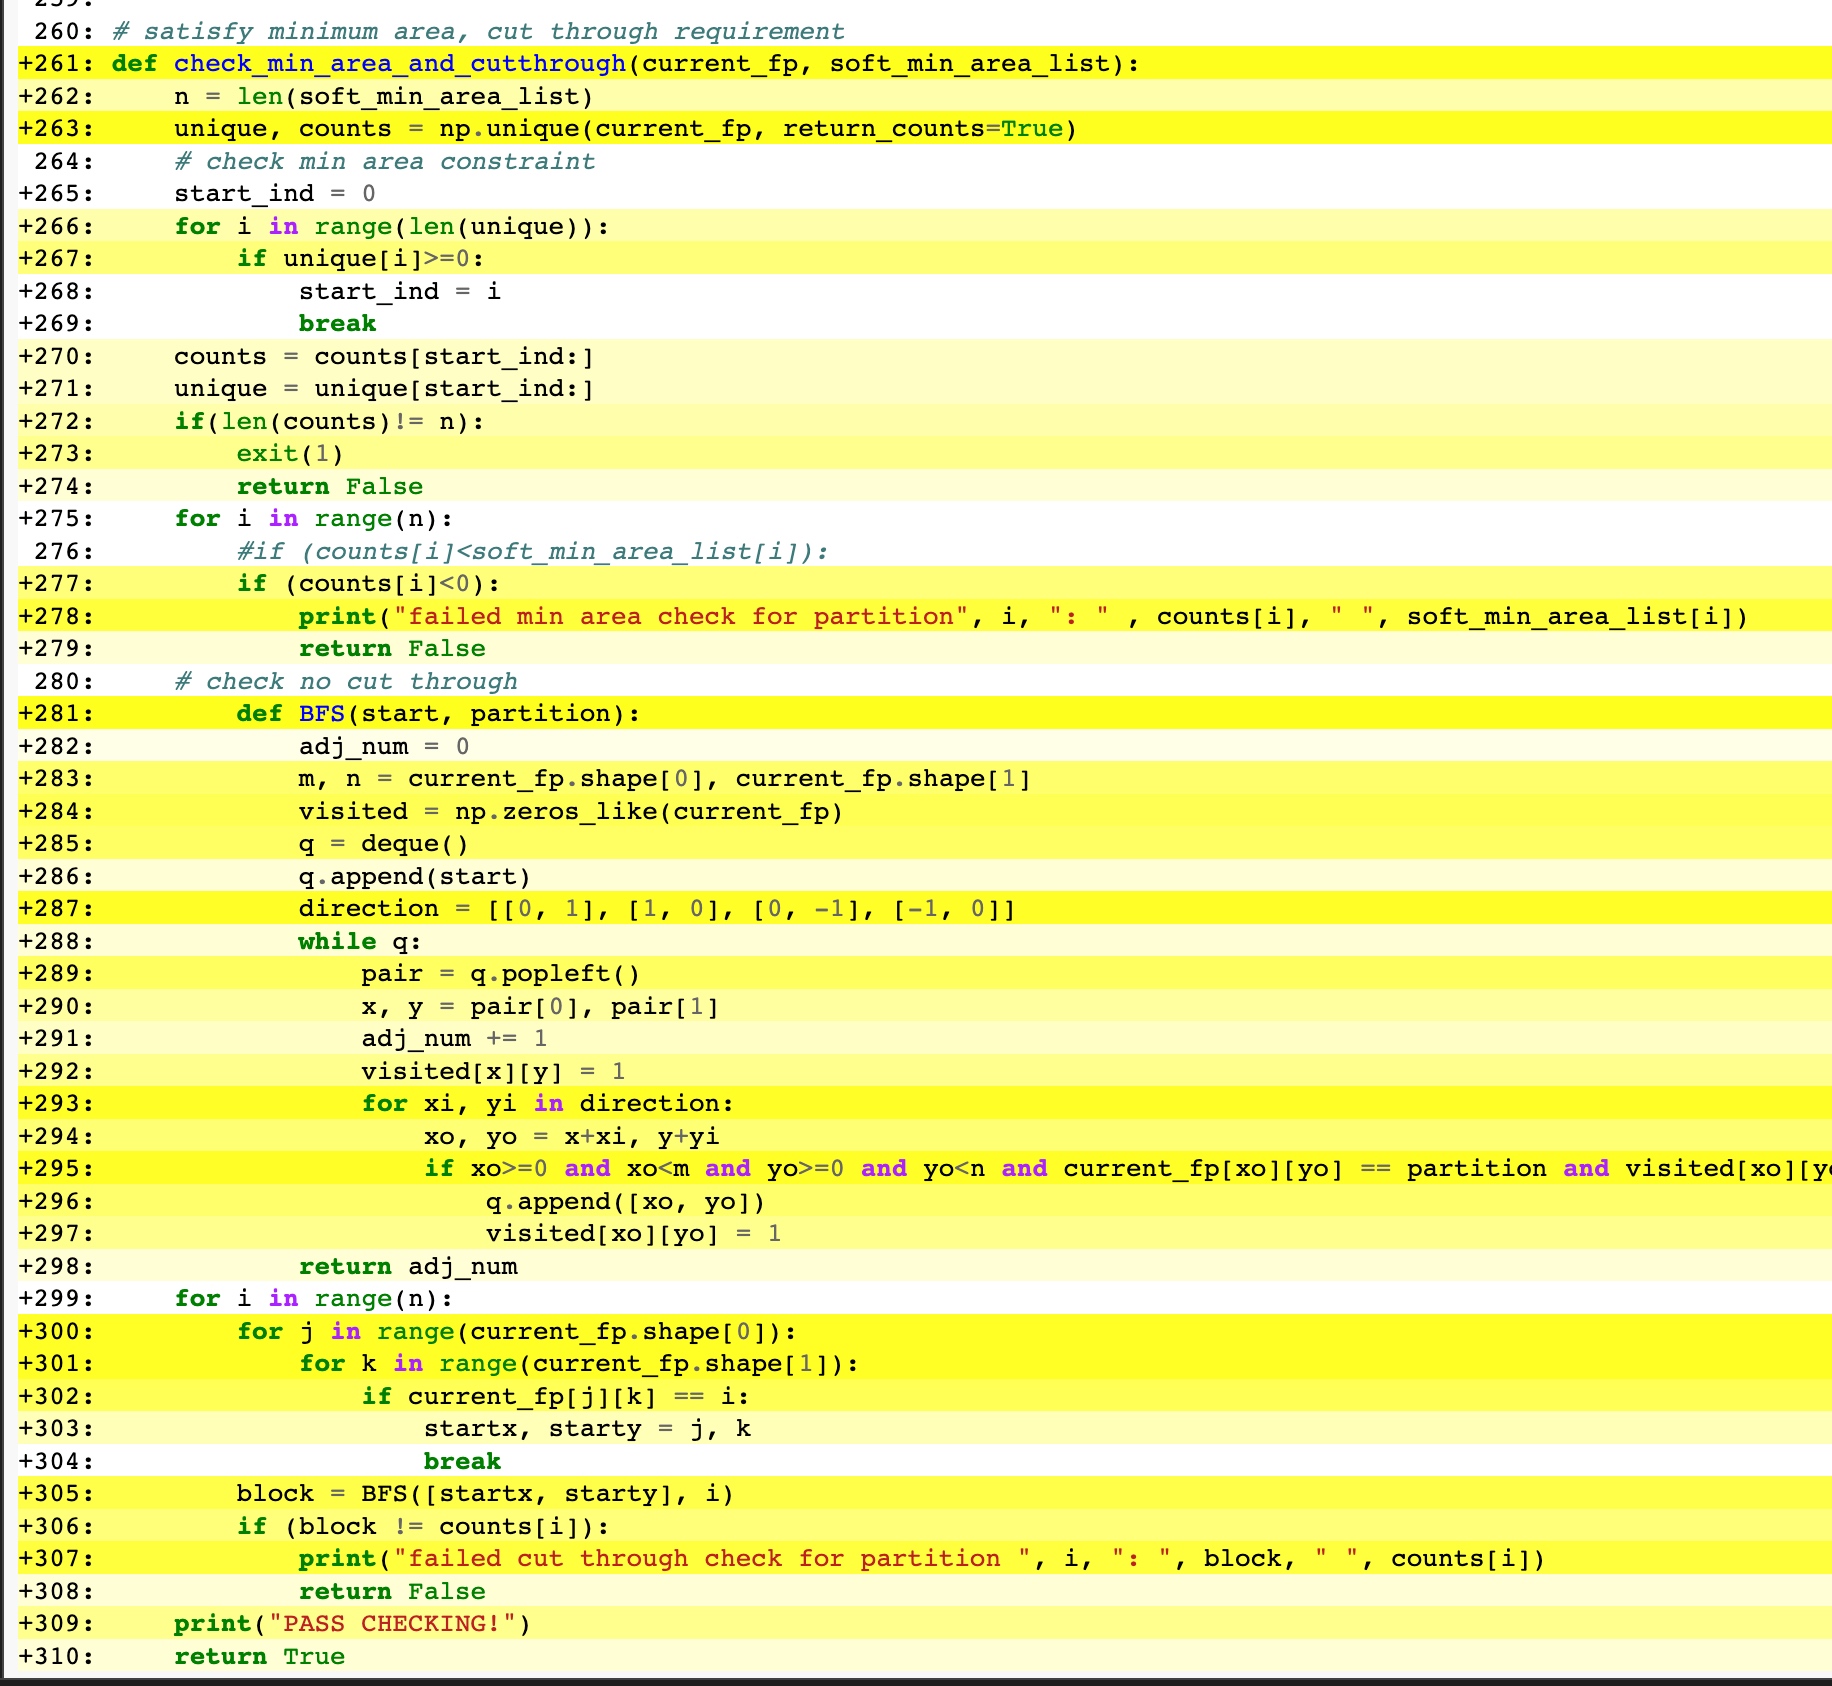 260: # satisfy minimum area, cut through requirement
+261: def check_min_area_and_cutthrough(current_fp, soft_min_area_list):
+262:     n = len(soft_min_area_list)
+263:     unique, counts = np.unique(current_fp, return_counts=True)
 264:     # check min area constraint
+265:     start_ind = 0
+266:     for i in range(len(unique)):
+267:         if unique[i]>=0:
+268:             start_ind = i
+269:             break
+270:     counts = counts[start_ind:]
+271:     unique = unique[start_ind:]
+272:     if(len(counts)!= n):
+273:         exit(1)
+274:         return False
+275:     for i in range(n):
 276:         #if (counts[i]<soft_min_area_list[i]):
+277:         if (counts[i]<0):
+278:             print("failed min area check for partition", i, ": " , counts[i], " ", soft_min_area_list[i])
+279:             return False
 280:     # check no cut through
+281:         def BFS(start, partition):
+282:             adj_num = 0
+283:             m, n = current_fp.shape[0], current_fp.shape[1]
+284:             visited = np.zeros_like(current_fp)
+285:             q = deque()
+286:             q.append(start)
+287:             direction = [[0, 1], [1, 0], [0, -1], [-1, 0]]
+288:             while q:
+289:                 pair = q.popleft()
+290:                 x, y = pair[0], pair[1]
+291:                 adj_num += 1
+292:                 visited[x][y] = 1
+293:                 for xi, yi in direction:
+294:                     xo, yo = x+xi, y+yi
+295:                     if xo>=0 and xo<m and yo>=0 and yo<n and current_fp[xo][yo] == partition and visited[xo][y
+296:                         q.append([xo, yo])
+297:                         visited[xo][yo] = 1
+298:             return adj_num
+299:     for i in range(n):
+300:         for j in range(current_fp.shape[0]):
+301:             for k in range(current_fp.shape[1]):
+302:                 if current_fp[j][k] == i:
+303:                     startx, starty = j, k
+304:                     break
+305:         block = BFS([startx, starty], i)
+306:         if (block != counts[i]):
+307:             print("failed cut through check for partition ", i, ": ", block, " ", counts[i])
+308:             return False
+309:     print("PASS CHECKING!")
+310:     return True